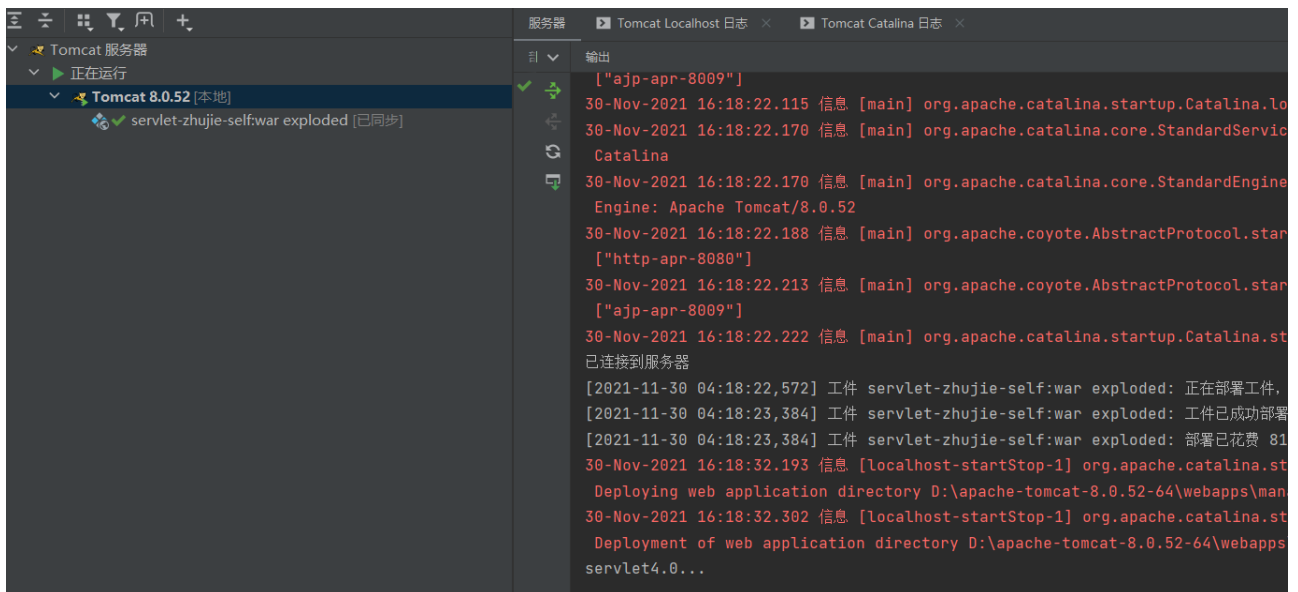 服务器
Tomcat Localhost 日志
Tomcat Catalina 日志
Tomcat 服务器
正在运行
Tomcat 8.0.52 [本地]
servlet-zhujie-self:war exploded [已同步]
输出
["ajp-apr-8009"]
30-Nov-2021 16:18:22.115 信息 [main] org.apache.catalina.startup.Catalina.lo
30-Nov-2021 16:18:22.170 信息 [main] org.apache.catalina.core.StandardServic
Catalina
30-Nov-2021 16:18:22.170 信息 [main] org.apache.catalina.core.StandardEngine
Engine: Apache Tomcat/8.0.52
30-Nov-2021 16:18:22.188 信息 [main] org.apache.coyote.AbstractProtocol.star
["http-apr-8080"]
30-Nov-2021 16:18:22.213 信息 [main] org.apache.coyote.AbstractProtocol.star
["ajp-apr-8009"]
30-Nov-2021 16:18:22.222 信息 [main] org.apache.catalina.startup.Catalina.st
已连接到服务器
[2021-11-30 04:18:22,572] 工件 servlet-zhujie-self:war exploded: 正在部署工件,
[2021-11-30 04:18:23,384] 工件 servlet-zhujie-self:war exploded: 工件已成功部署
[2021-11-30 04:18:23,384] 工件 servlet-zhujie-self:war exploded: 部署已花费 81
30-Nov-2021 16:18:32.193 信息 [localhost-startStop-1] org.apache.catalina.st
Deploying web application directory D:\apache-tomcat-8.0.52-64\webapps\man
30-Nov-2021 16:18:32.302 信息 [localhost-startStop-1] org.apache.catalina.st
Deployment of web application directory D:\apache-tomcat-8.0.52-64\webapps
servlet4.0...